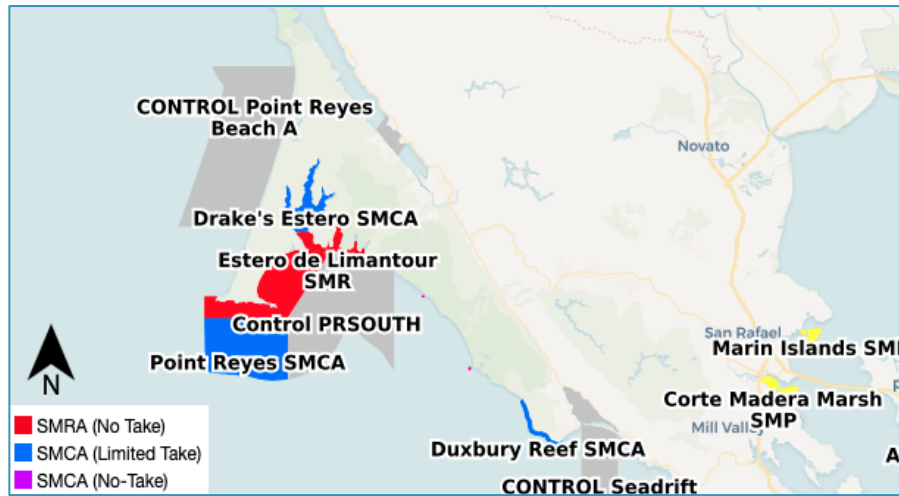 CONTROL Point Reyes
Beach A
Novato
Drake's Estero SMCA
Estero de Limantour
SMR
Control PRSOUTH
San Rafael
Marin Islands SM
Point Reyes SMCA
N
Corte Madera Marsh
SMP
Mill Valley
SMRA (No Take)
SMCA (Limited Take)
SMCA (No-Take)
Duxbury Reef SMCA
CONTROL Seadrift
A